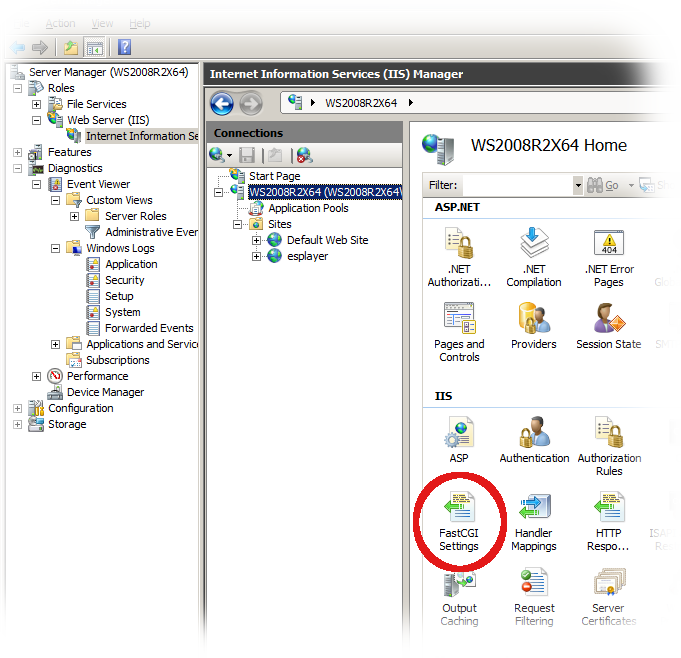 Action View Help
Server Manager (WS2008R2X64)
Roles
File Services
Web Server (IIS)
Internet Information Se
Features
Diagnostics
Event Viewer
Custom Views
Server Roles
Administrative Ever
Windows Logs
Application
Security
Setup
System
Forwarded Events
Applications and Servic
Subscriptions
Performance
Device Manager
Configuration
Storage
Internet Information Services (IIS) Manager
WS2008R2X64
Connections
Start Page
WS2008R2X64 (WS2008R2X64\
Application Pools
Sites
Default Web Site
esplayer
WS2008R2X64 Home
Filter: Go
ASP.NET
.NET Authorizati...
.NET Compilation
.NET Error Pages
Pages and Controls
Providers
Session State
IIS
ASP
Authentication
Authorization Rules
FastCGI Settings
Handler Mappings
HTTP Respo...
Output Caching
Request Filtering
Server Certificates